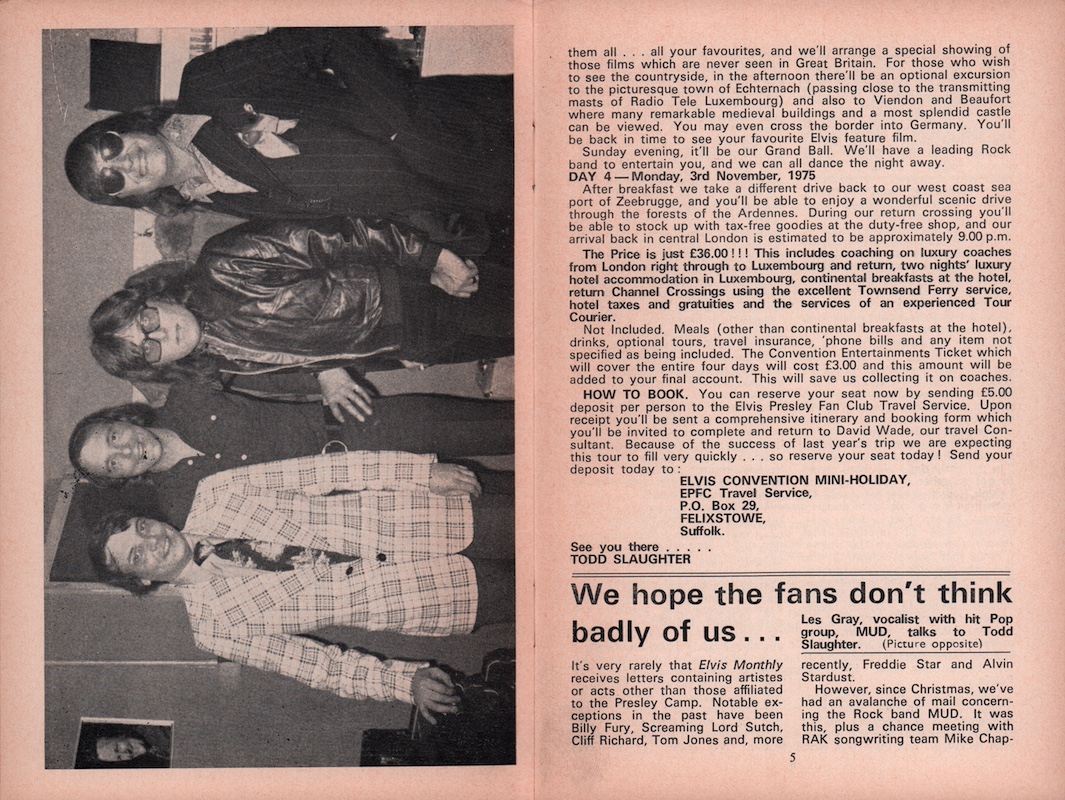 them all . . . all your favourites, and we'll arrange a special showing of
those films which are never seen in Great Britain. For those who wish
to see the countryside, in the afternoon there'll be an optional excursion
to the picturesque town of Echternach (passing close to the transmitting
masts of Radio Tele Luxembourg) and also to Viendon and Beaufort
where many remarkable medieval buildings and a most splendid castle
can be viewed. You may even cross the border into Germany. You'll
be back in time to see your favourite Elvis feature film.
Sunday evening, it'll be our Grand Ball. We'll have a leading Rock
band to entertain you, and we can all dance the night away.
DAY 4 — Monday, 3rd November, 1975
After breakfast we take a different drive back to our west coast sea
port of Zeebrugge, and you'll be able to enjoy a wonderful scenic drive
through the forests of the Ardennes. During our return crossing you'll
be able to stock up with tax-free goodies at the duty-free shop, and our
arrival back in central London is estimated to be approximately 9.00 p.m.
The Price is just £36.00 ! ! ! This includes coaching on luxury coaches
from London right through to Luxembourg and return, two nights' luxury
hotel accommodation in Luxembourg, continental breakfasts at the hotel,
return Channel Crossings using the excellent Townsend Ferry service,
hotel taxes and gratuities and the services of an experienced Tour
Courier.
Not Included. Meals (other than continental breakfasts at the hotel),
drinks, optional tours, travel insurance, 'phone bills and any item not
specified as being included. The Convention Entertainments Ticket which
will cover the entire four days will cost £3.00 and this amount will be
added to your final account. This will save us collecting it on coaches.
HOW TO BOOK. You can reserve your seat now by sending £5.00
deposit per person to the Elvis Presley Fan Club Travel Service. Upon
receipt you'll be sent a comprehensive itinerary and booking form which
you'll be invited to complete and return to David Wade, our travel Con-
sultant. Because of the success of last year's trip we are expecting
this tour to fill very quickly . . . so reserve your seat today ! Send your
deposit today to :
ELVIS CONVENTION MINI-HOLIDAY,
EPFC Travel Service,
P.O. Box 29,
FELIXSTOWE,
Suffolk.
See you there . . . . .
TODD SLAUGHTER
We hope the fans don't think
badly of us . . .
Les Gray, vocalist with hit Pop
group, MUD, talks to Todd
Slaughter. (Picture opposite)
It's very rarely that Elvis Monthly
receives letters containing artistes
or acts other than those affiliated
to the Presley Camp. Notable ex-
ceptions in the past have been
Billy Fury, Screaming Lord Sutch,
Cliff Richard, Tom Jones and, more
recently, Freddie Star and Alvin
Stardust.
However, since Christmas, we've
had an avalanche of mail concern-
ing the Rock band MUD. It was
this, plus a chance meeting with
RAK songwriting team Mike Chap-
5